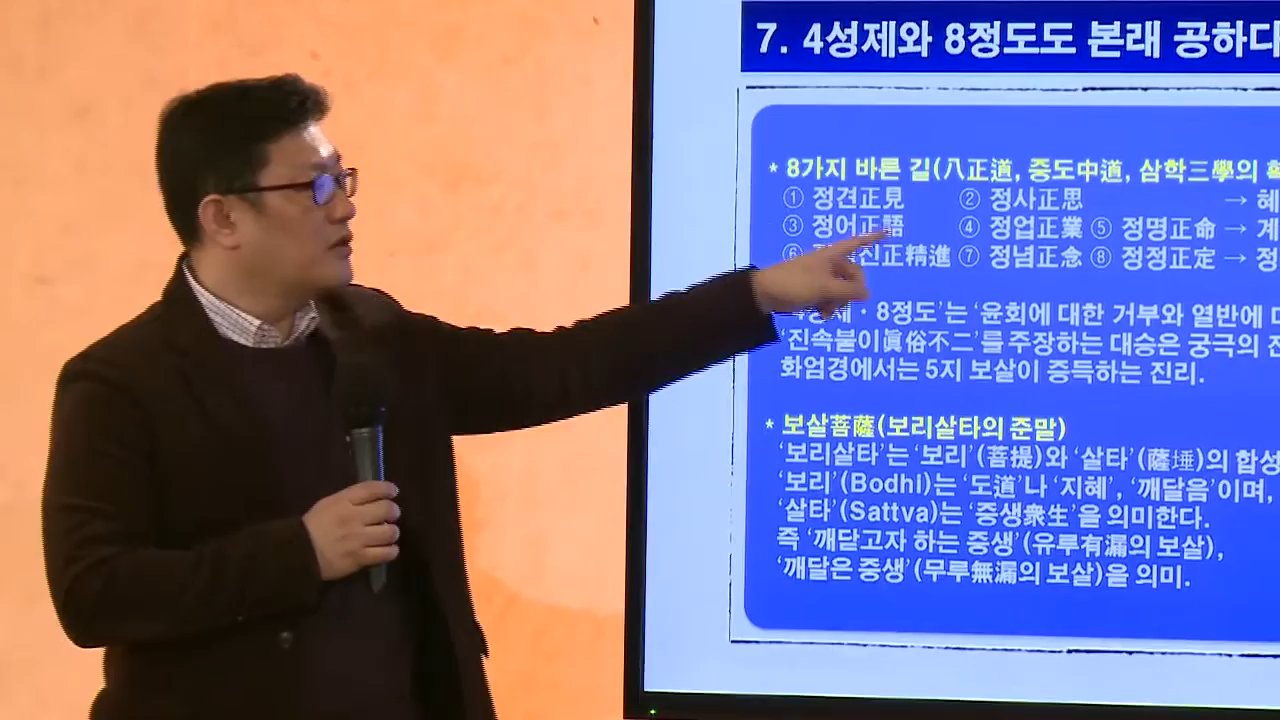 7. 4성제와 8정도도 본래 공하다
* 8가지 바른 길(八正道, 중도中道, 삼학三學의
① 정견正見 ② 정사正思 → 혜
③ 정어正語 ④ 정업正業 ⑤ 정명正命 → 계
⑥ 진正精進 ⑦ 정념正念 ⑧ 정정正定 → 정
4성제·8정도'는 '윤회에 대한 거부와 열반에
'진속불이眞俗不二'를 주장하는 대승은 궁극의
화엄경에서는 5지 보살이 증득하는 진리.
* 보살菩薩(보리살타의 준말)
'보리살타'는 '보리'(菩提)와 '살타'(薩埵)의 합성
'보리'(Bodhi)는 '도道'나 '지혜', '깨달음'이며,
'살타'(Sattva)는 '중생衆生'을 의미한다.
즉 '깨닫고자 하는 중생'(유루有漏의 보살),
'깨달은 중생'(무루無漏의 보살)을 의미.